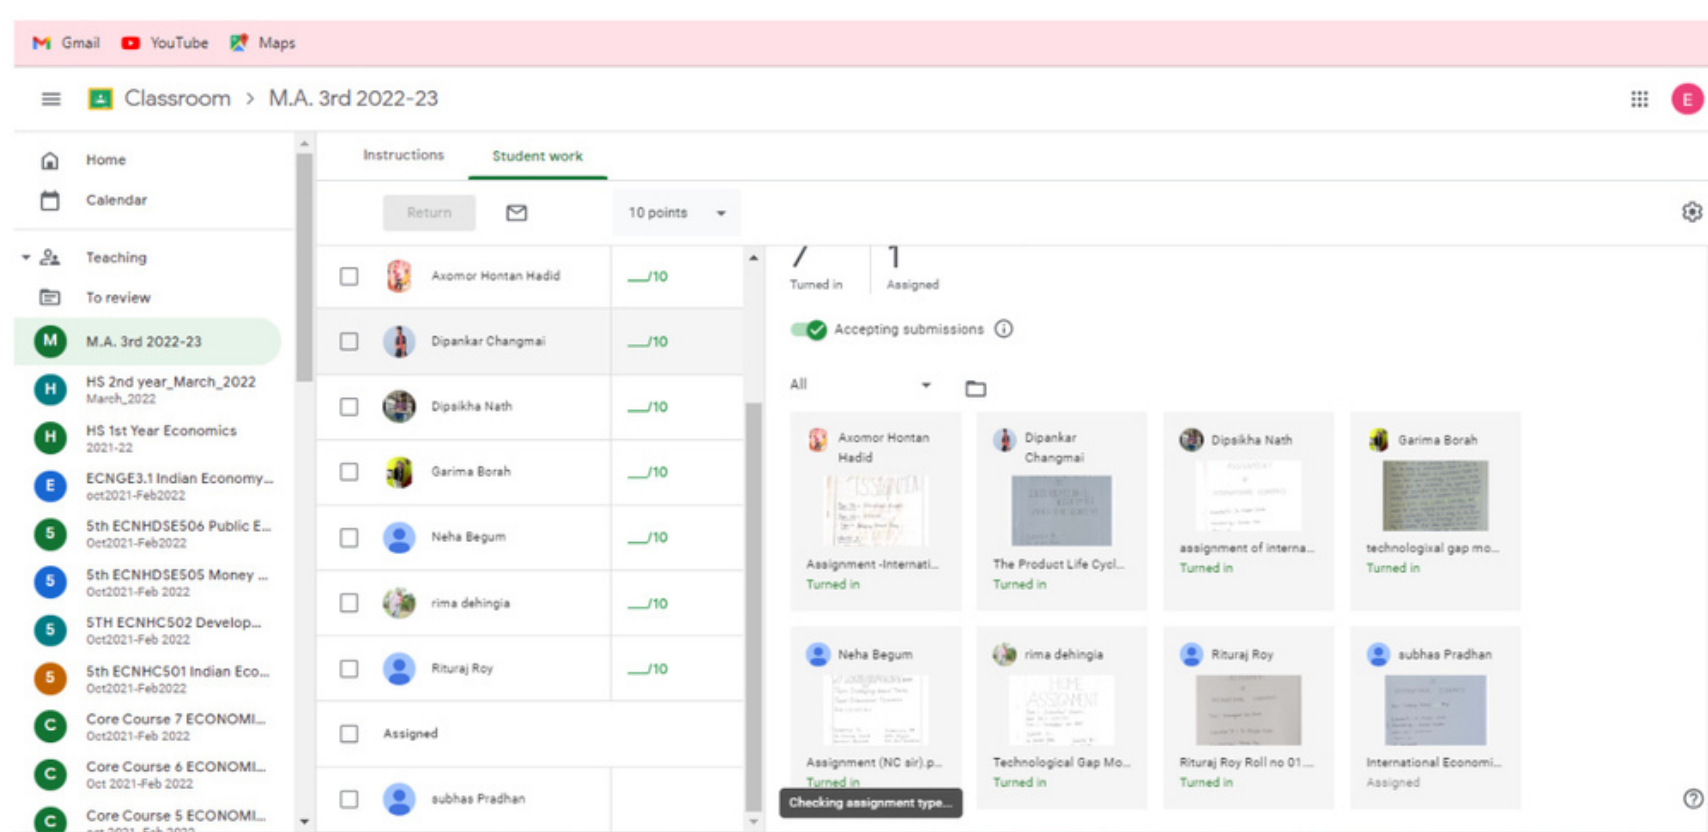 Gmail YouTube Maps
Classroom > M.A. 3rd 2022-23
E
Home
Calendar
Teaching
To review
M M.A. 3rd 2022-23
H HS 2nd year_March_2022
March_2022
H HS 1st Year Economics
2021-22
E ECNGE3.1 Indian Economy...
oct2021-Feb2022
5 5th ECNHDSE506 Public E...
Oct2021-Feb2022
5 5th ECNHDSE505 Money ...
Oct2021-Feb 2022
5 5TH ECNHC502 Develop...
Oct2021-Feb 2022
5 5th ECNHC501 Indian Eco...
Oct2021-Feb2022
C Core Course 7 ECONOMI...
Oct2021-Feb 2022
C Core Course 6 ECONOMI...
Oct 2021-Feb 2022
C Core Course 5 ECONOMI...
oct 2021-Feb 2022
Instructions Student work
Return 10 points
Axomor Hontan Hadid __/10
Dipankar Changmai __/10
Dipsikha Nath __/10
Garima Borah __/10
Neha Begum __/10
rima dehingia __/10
Rituraj Roy __/10
Assigned
subhas Pradhan
7 1
Turned in Assigned
Accepting submissions
All
Axomor Hontan
Hadid
Assignment -Internati...
Turned in
Dipankar
Changmai
The Product Life Cycl...
Turned in
Dipsikha Nath
ASSIGNMENT
assignment of interna...
Turned in
Garima Borah
technologixal gap mo...
Turned in
Neha Begum
Assignment (NC sir).p...
Turned in
rima dehingia
HOME
ASSIGNMENT
Technological Gap Mo...
Turned in
Rituraj Roy
Rituraj Roy Roll no 01....
Turned in
subhas Pradhan
International Economi...
Assigned
Checking assignment type...